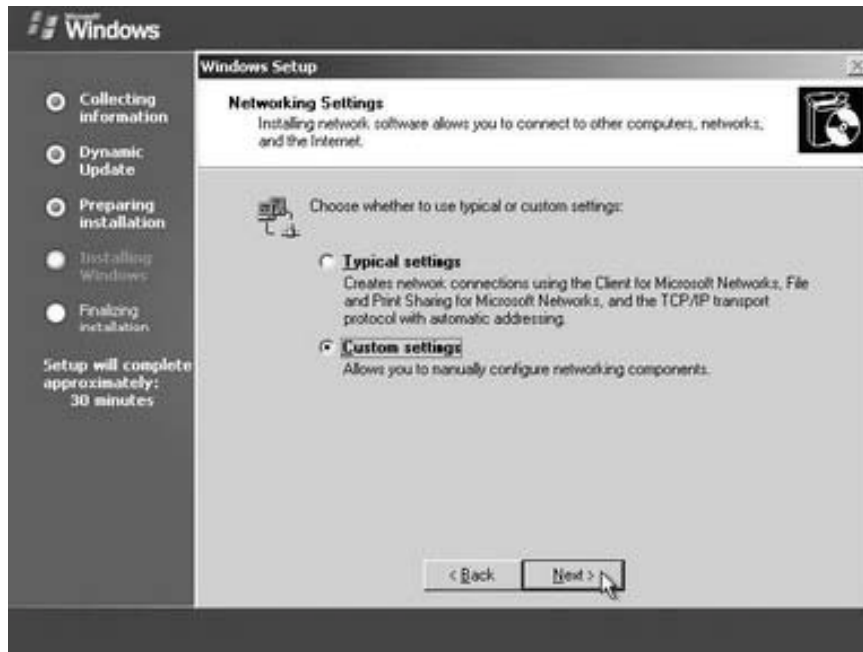 Microsoft
Windows
Collecting
information
Dynamic
Update
Preparing
installation
Installing
Windows
Finalizing
installation
Setup will complete
approximately:
30 minutes
Windows Setup
Networking Settings
Installing network software allows you to connect to other computers, networks,
and the Internet.
Choose whether to use typical or custom settings:
Typical settings
Creates network connections using the Client for Microsoft Networks, File
and Print Sharing for Microsoft Networks, and the TCP/IP transport
protocol with automatic addressing.
Custom settings
Allows you to manually configure networking components.
< Back
Next >